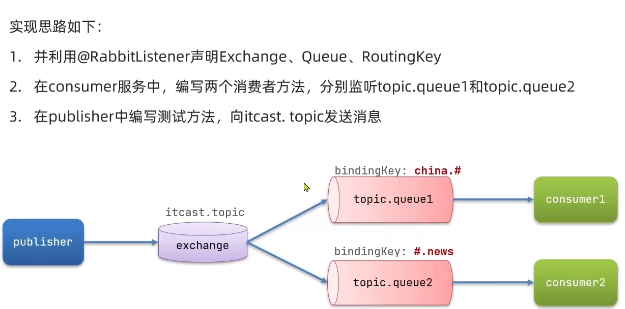 实现思路如下：
1. 并利用@RabbitListener声明Exchange、Queue、RoutingKey
2. 在consumer服务中，编写两个消费者方法，分别监听topic.queue1和topic.queue2
3. 在publisher中编写测试方法，向itcast. topic发送消息
bindingKey: china.#
topic.queue1
consumer1
itcast.topic
publisher
exchange
bindingKey: #.news
topic.queue2
consumer2